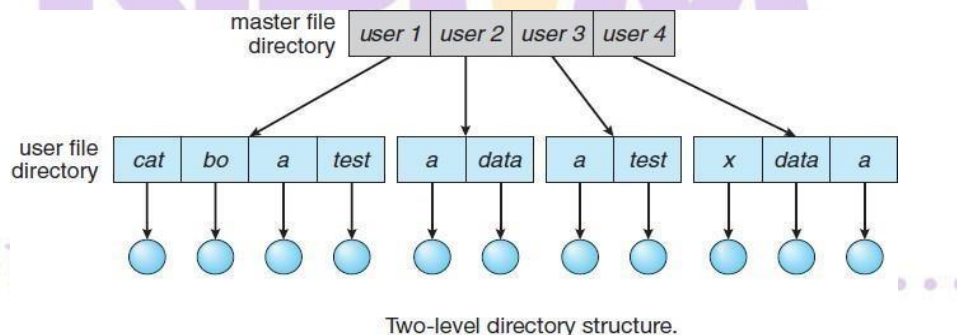 master file directory
user 1 user 2 user 3 user 4
user file directory
cat bo a test a data a test x data a
Two-level directory structure.